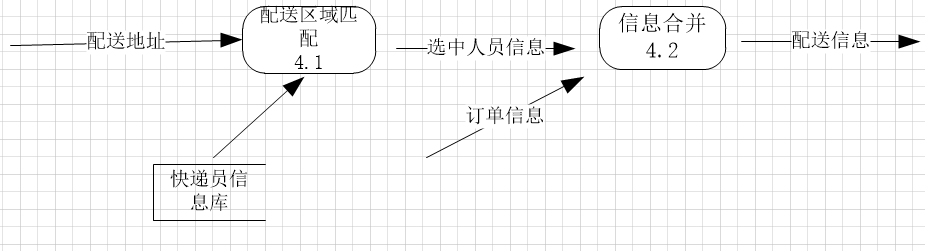 配送地址
配送区域匹
配
4.1
选中人员信息
信息合并
4.2
配送信息
订单信息
快递员信
息库